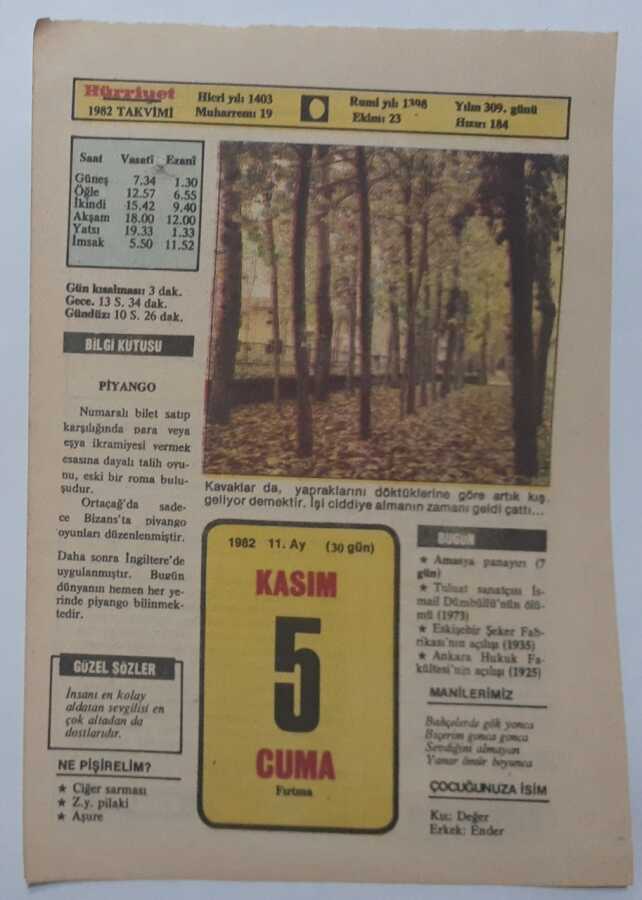 Hürriyet
1982 TAKVİMİ
Hicri yılı 1403
Muharrem: 19
Rumi yılı 1398
Ekim: 23
Yılın 309. günü
Hızır: 184
Saat Vasati Ezani
Güneş 7.34 1.30
Öğle 12.57 6.55
İkindi 15.42 9.40
Akşam 18.00 12.00
Yatsı 19.33 1.33
İmsak 5.50 11.52
Gün kısalması: 3 dak.
Gece. 13 S. 34 dak.
Gündüz: 10 S. 26 dak.
BİLGİ KUTUSU
PİYANGO
Numaralı bilet satıp
karşılığında para veya
eşya ikramiyesi vermek
esasına dayalı talih oyu-
nu, eski bir roma bulu-
şudur.
Ortaçağ'da sade-
ce Bizans'ta piyango
oyunları düzenlenmiştir.
Daha sonra İngiltere'de
uygulanmıştır. Bugün
dünyanın hemen her ye-
rinde piyango bilinmek-
tedir.
GÜZEL SÖZLER
İnsanı en kolay
aldatan sevgilisi en
çok altadan da
dostlarıdır.
NE PİŞİRELİM?
★ Ciğer sarması
★ Z.y. pilaki
★ Aşure
Kavaklar da, yapraklarını döktüklerine göre artık kış
geliyor demektir. İşi ciddiye almanın zamanı geldi çattı...
1982 11. Ay (30 gün)
KASIM
5
CUMA
Fırtına
BUGÜN
★ Amasya panayırı (7
gün)
★ Tuluat sanatçısı İs-
mail Dümbüllü'nün ölü-
mü (1973)
★ Eskişehir Şeker Fab-
rikası'nın açılışı (1935)
★ Ankara Hukuk Fa-
kültesi'nin açılışı (1925)
MANİLERİMİZ
Bahçelerde gök yonca
Biçerim gonca gonca
Sevdiğini almayan
Yanar ömür boyunca
ÇOCUĞUNUZA İSİM
Kız: Değer
Erkek: Ender